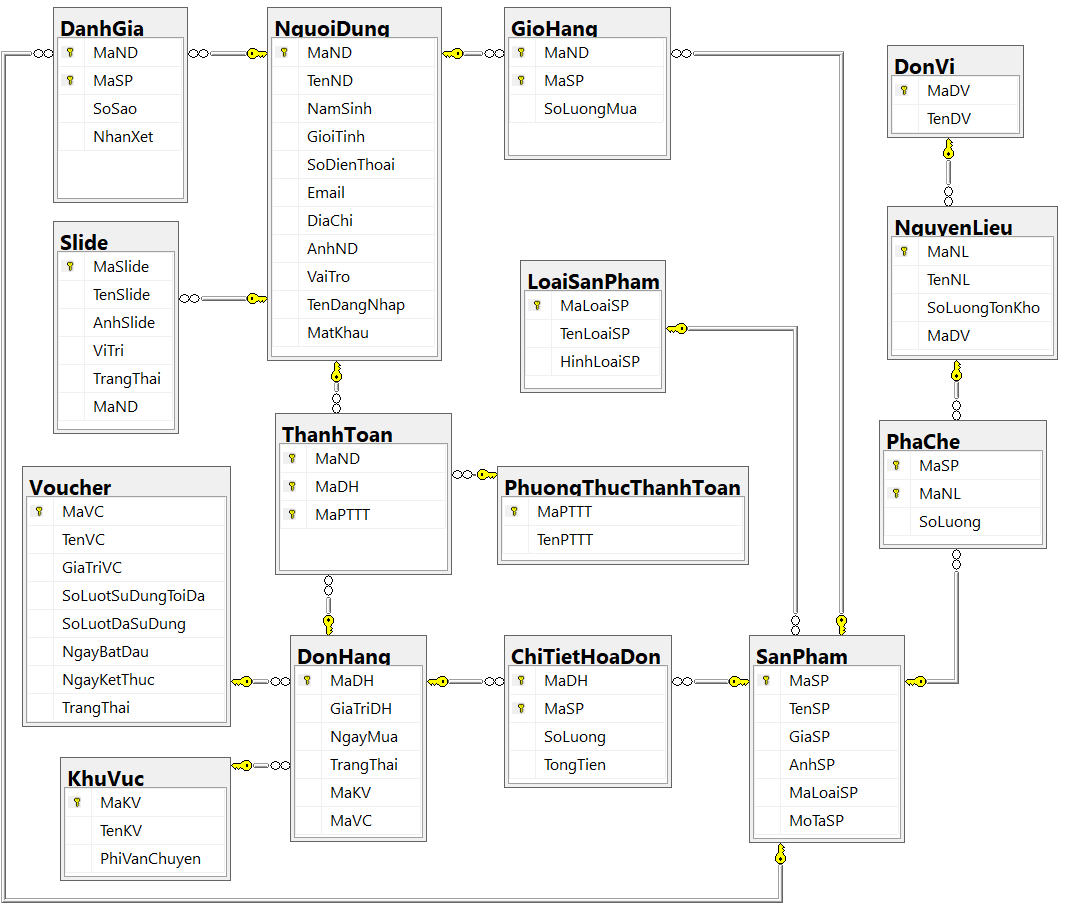 DanhGia
MaND
MaSP
SoSao
NhanXet
NguoiDung
MaND
TenND
NamSinh
GioiTinh
SoDienThoai
Email
DiaChi
AnhND
VaiTro
TenDangNhap
MatKhau
GioHang
MaND
MaSP
SoLuongMua
DonVi
MaDV
TenDV
Slide
MaSlide
TenSlide
AnhSlide
ViTri
TrangThai
MaND
LoaiSanPham
MaLoaiSP
TenLoaiSP
HinhLoaiSP
NguyenLieu
MaNL
TenNL
SoLuongTonKho
MaDV
ThanhToan
MaND
MaDH
MaPTTT
PhuongThucThanhToan
MaPTTT
TenPTTT
PhaChe
MaSP
MaNL
SoLuong
Voucher
MaVC
TenVC
GiaTriVC
SoLuotSuDungToiDa
SoLuotDaSuDung
NgayBatDau
NgayKetThuc
TrangThai
DonHang
MaDH
GiaTriDH
NgayMua
TrangThai
MaKV
MaVC
ChiTietHoaDon
MaDH
MaSP
SoLuong
TongTien
SanPham
MaSP
TenSP
GiaSP
AnhSP
MaLoaiSP
MoTaSP
KhuVuc
MaKV
TenKV
PhiVanChuyen